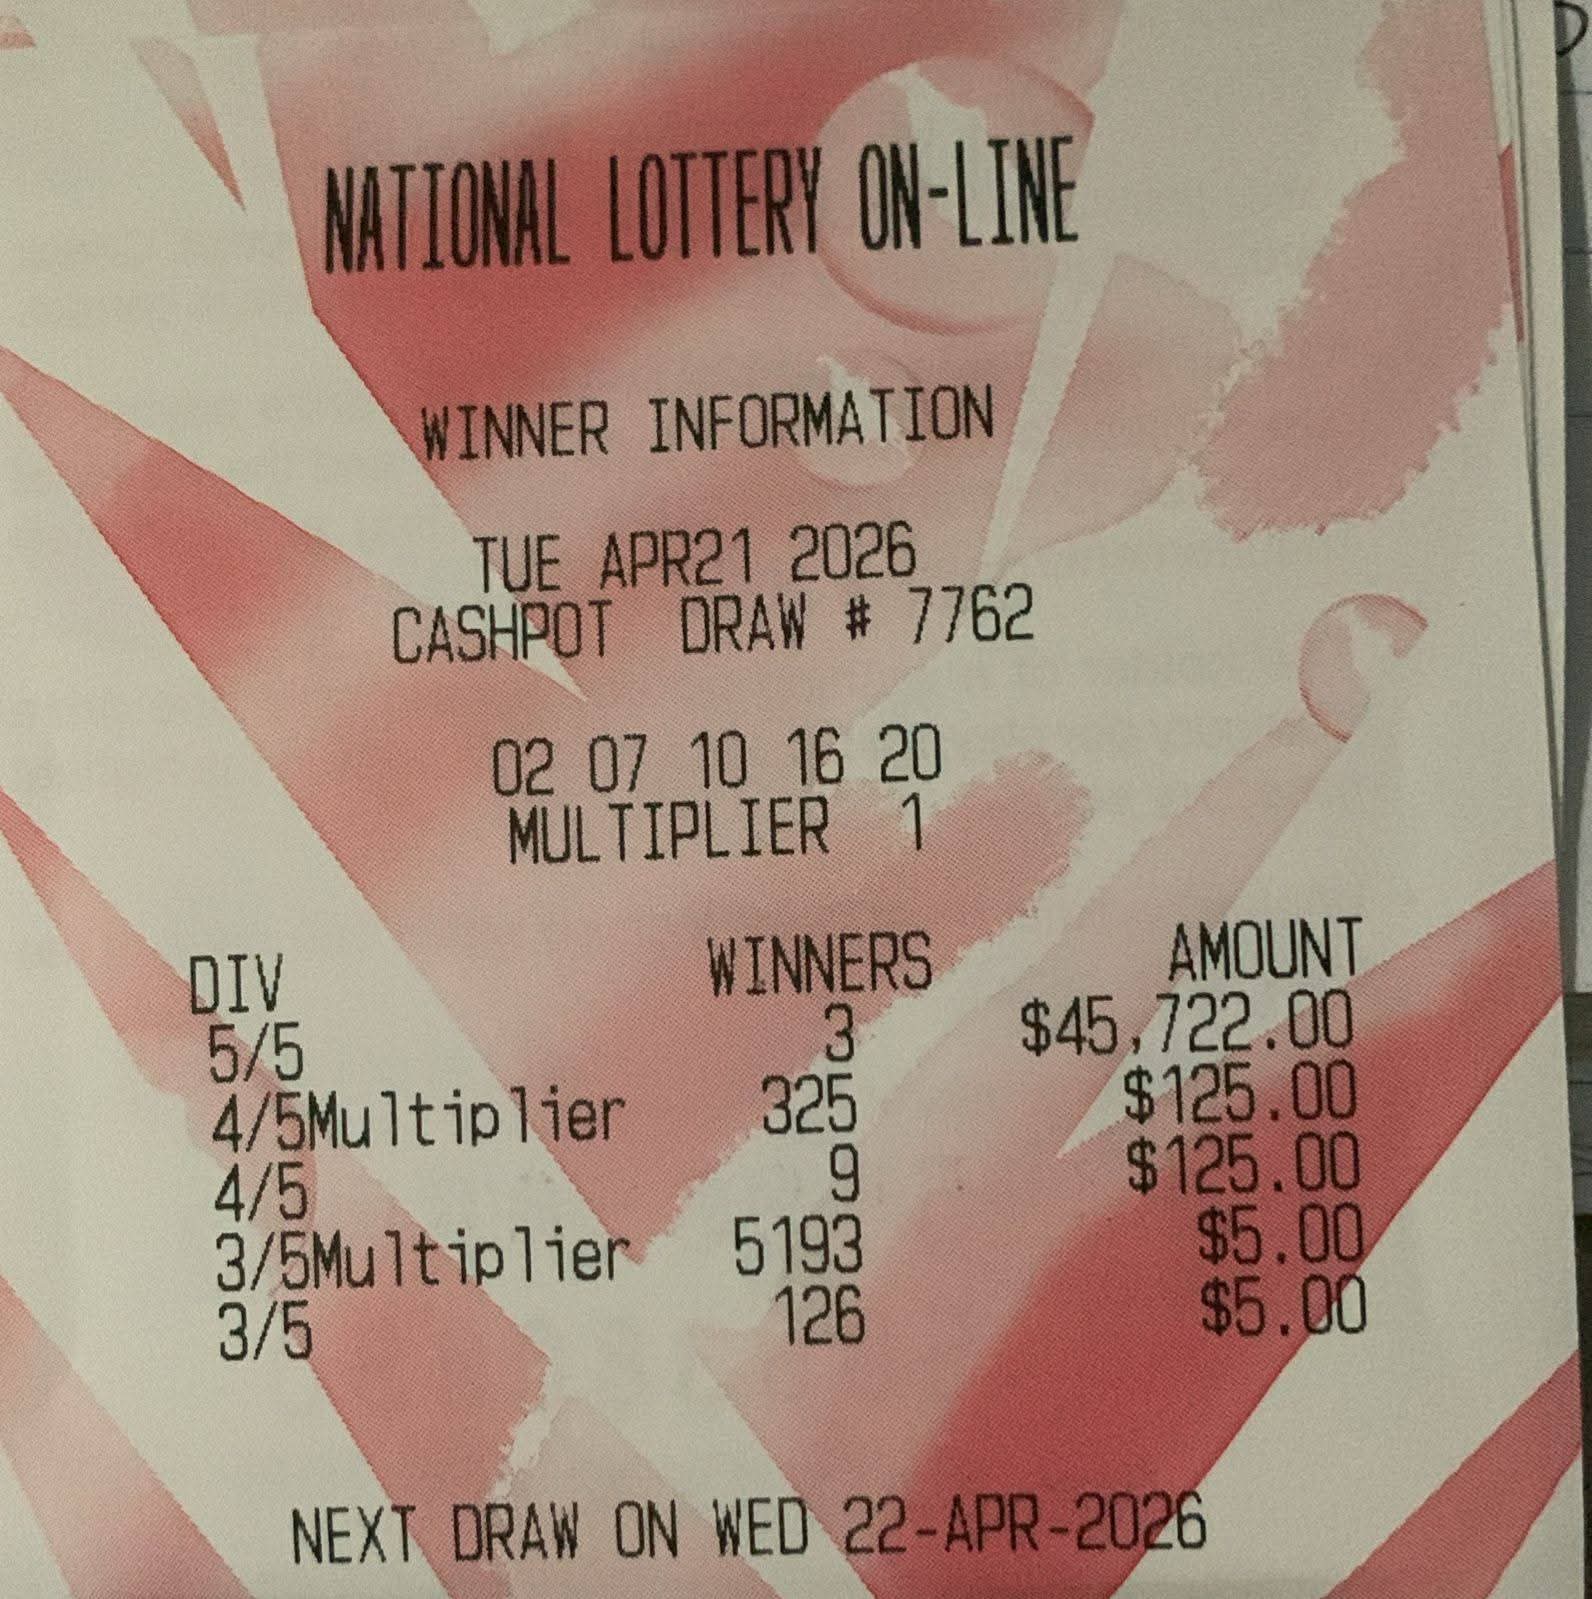 NATIONAL LOTTERY ON-LINE
WINNER INFORMATION
TUE APR21 2026
CASHPOT DRAW # 7762
02 07 10 16 20
MULTIPLIER 1
DIV WINNERS AMOUNT
5/5 3 $45,722.00
4/5Multiplier 325 $125.00
4/5 9 $125.00
3/5Multiplier 5193 $5.00
3/5 126 $5.00
NEXT DRAW ON WED 22-APR-2026